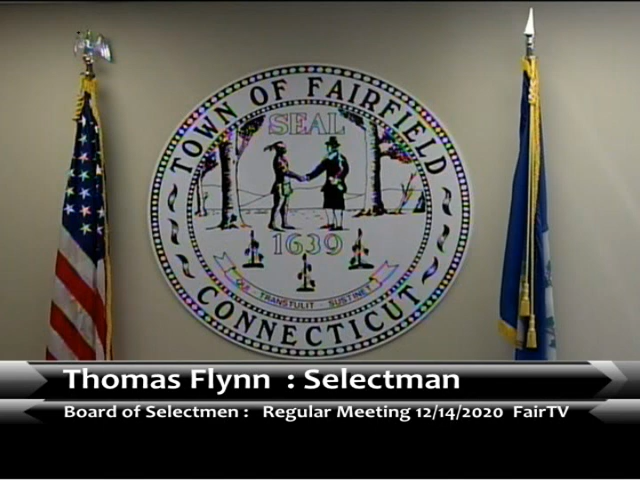 TOWN OF FAIRFIELD
SEAL
1639
QUI TRANSTULIT SUSTINET
CONNECTICUT
Thomas Flynn : Selectman
Board of Selectmen : Regular Meeting 12/14/2020 FairTV